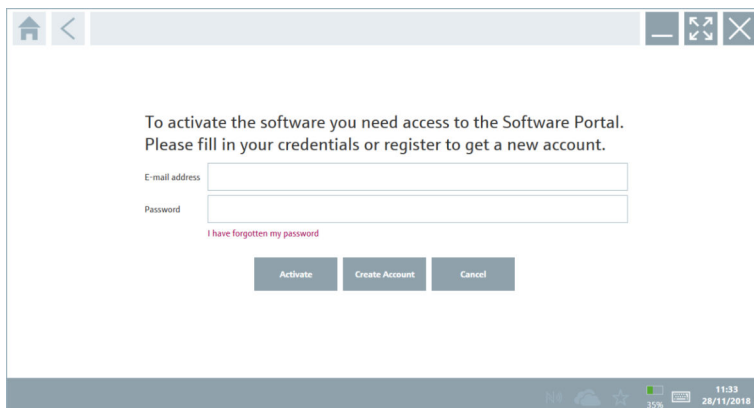 To activate the software you need access to the Software Portal.
Please fill in your credentials or register to get a new account.
E-mail address
Password
I have forgotten my password
Activate Create Account Cancel
35%
11:33
28/11/2018